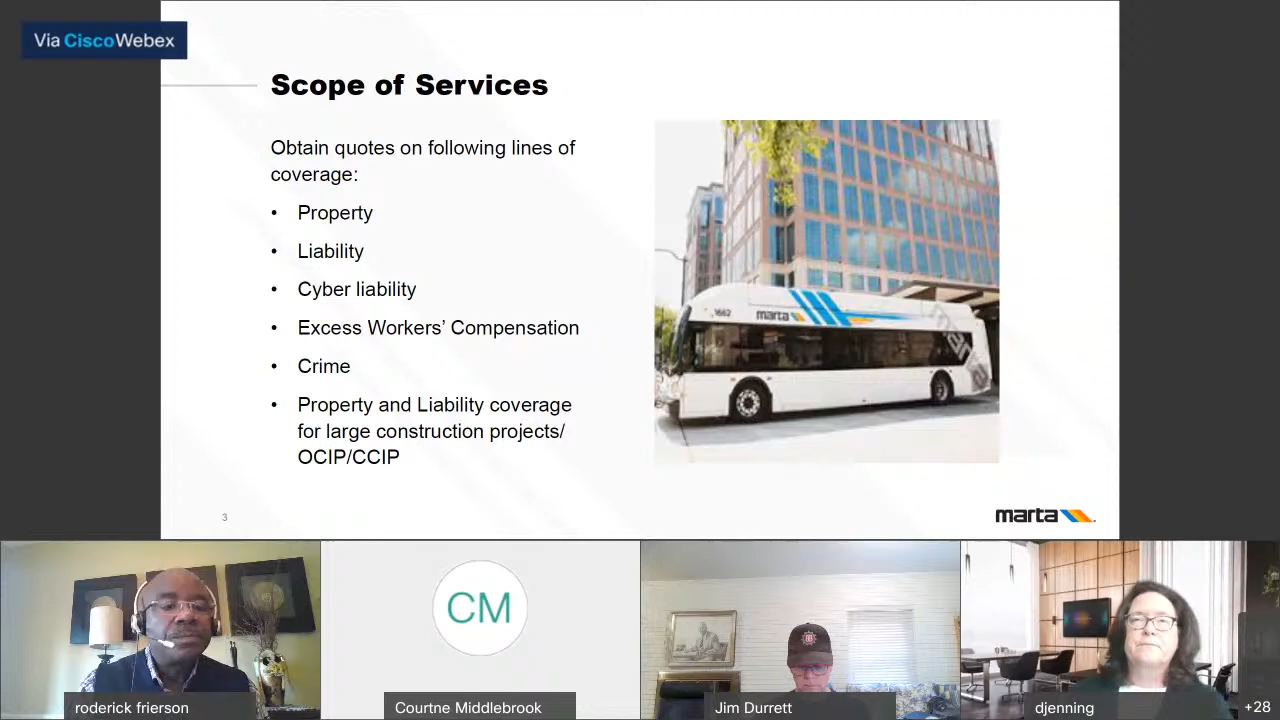 Via CiscoWebex
Scope of Services
Obtain quotes on following lines of
coverage:
• Property
• Liability
• Cyber liability
• Excess Workers' Compensation
• Crime
• Property and Liability coverage
for large construction projects/
OCIP/CCIP
1662
marta
3
marta
CM
roderick frierson
Courtne Middlebrook
Jim Durrett
djenning
+28